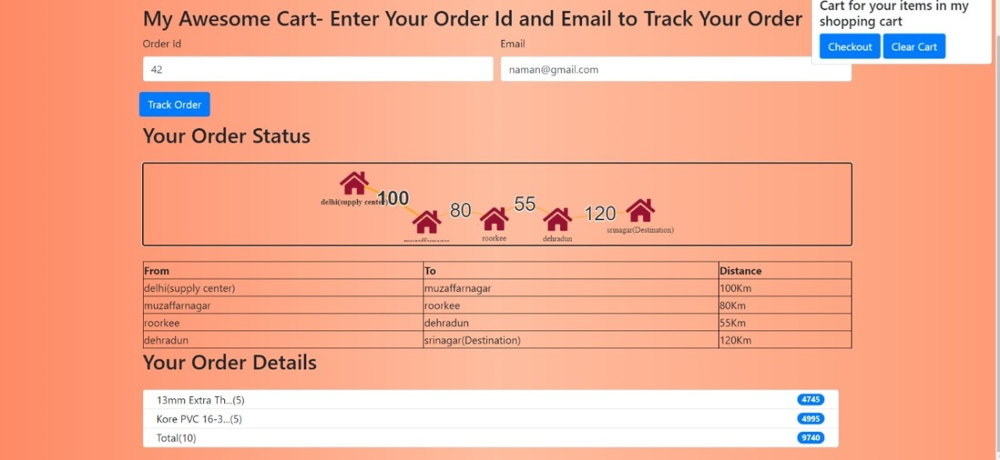 My Awesome Cart- Enter Your Order Id and Email to Track Your Order
Cart for your items in my
shopping cart
Checkout Clear Cart
Order Id Email
42 naman@gmail.com
Track Order
Your Order Status
delhi(supply center)
100
muzaffarnagar
80
roorkee
55
dehradun
120
srinagar(Destination)
From To Distance
delhi(supply center) muzaffarnagar 100Km
muzaffarnagar roorkee 80Km
roorkee dehradun 55Km
dehradun srinagar(Destination) 120Km
Your Order Details
13mm Extra Th...(5) 4745
Kore PVC 16-3...(5) 4995
Total(10) 9740